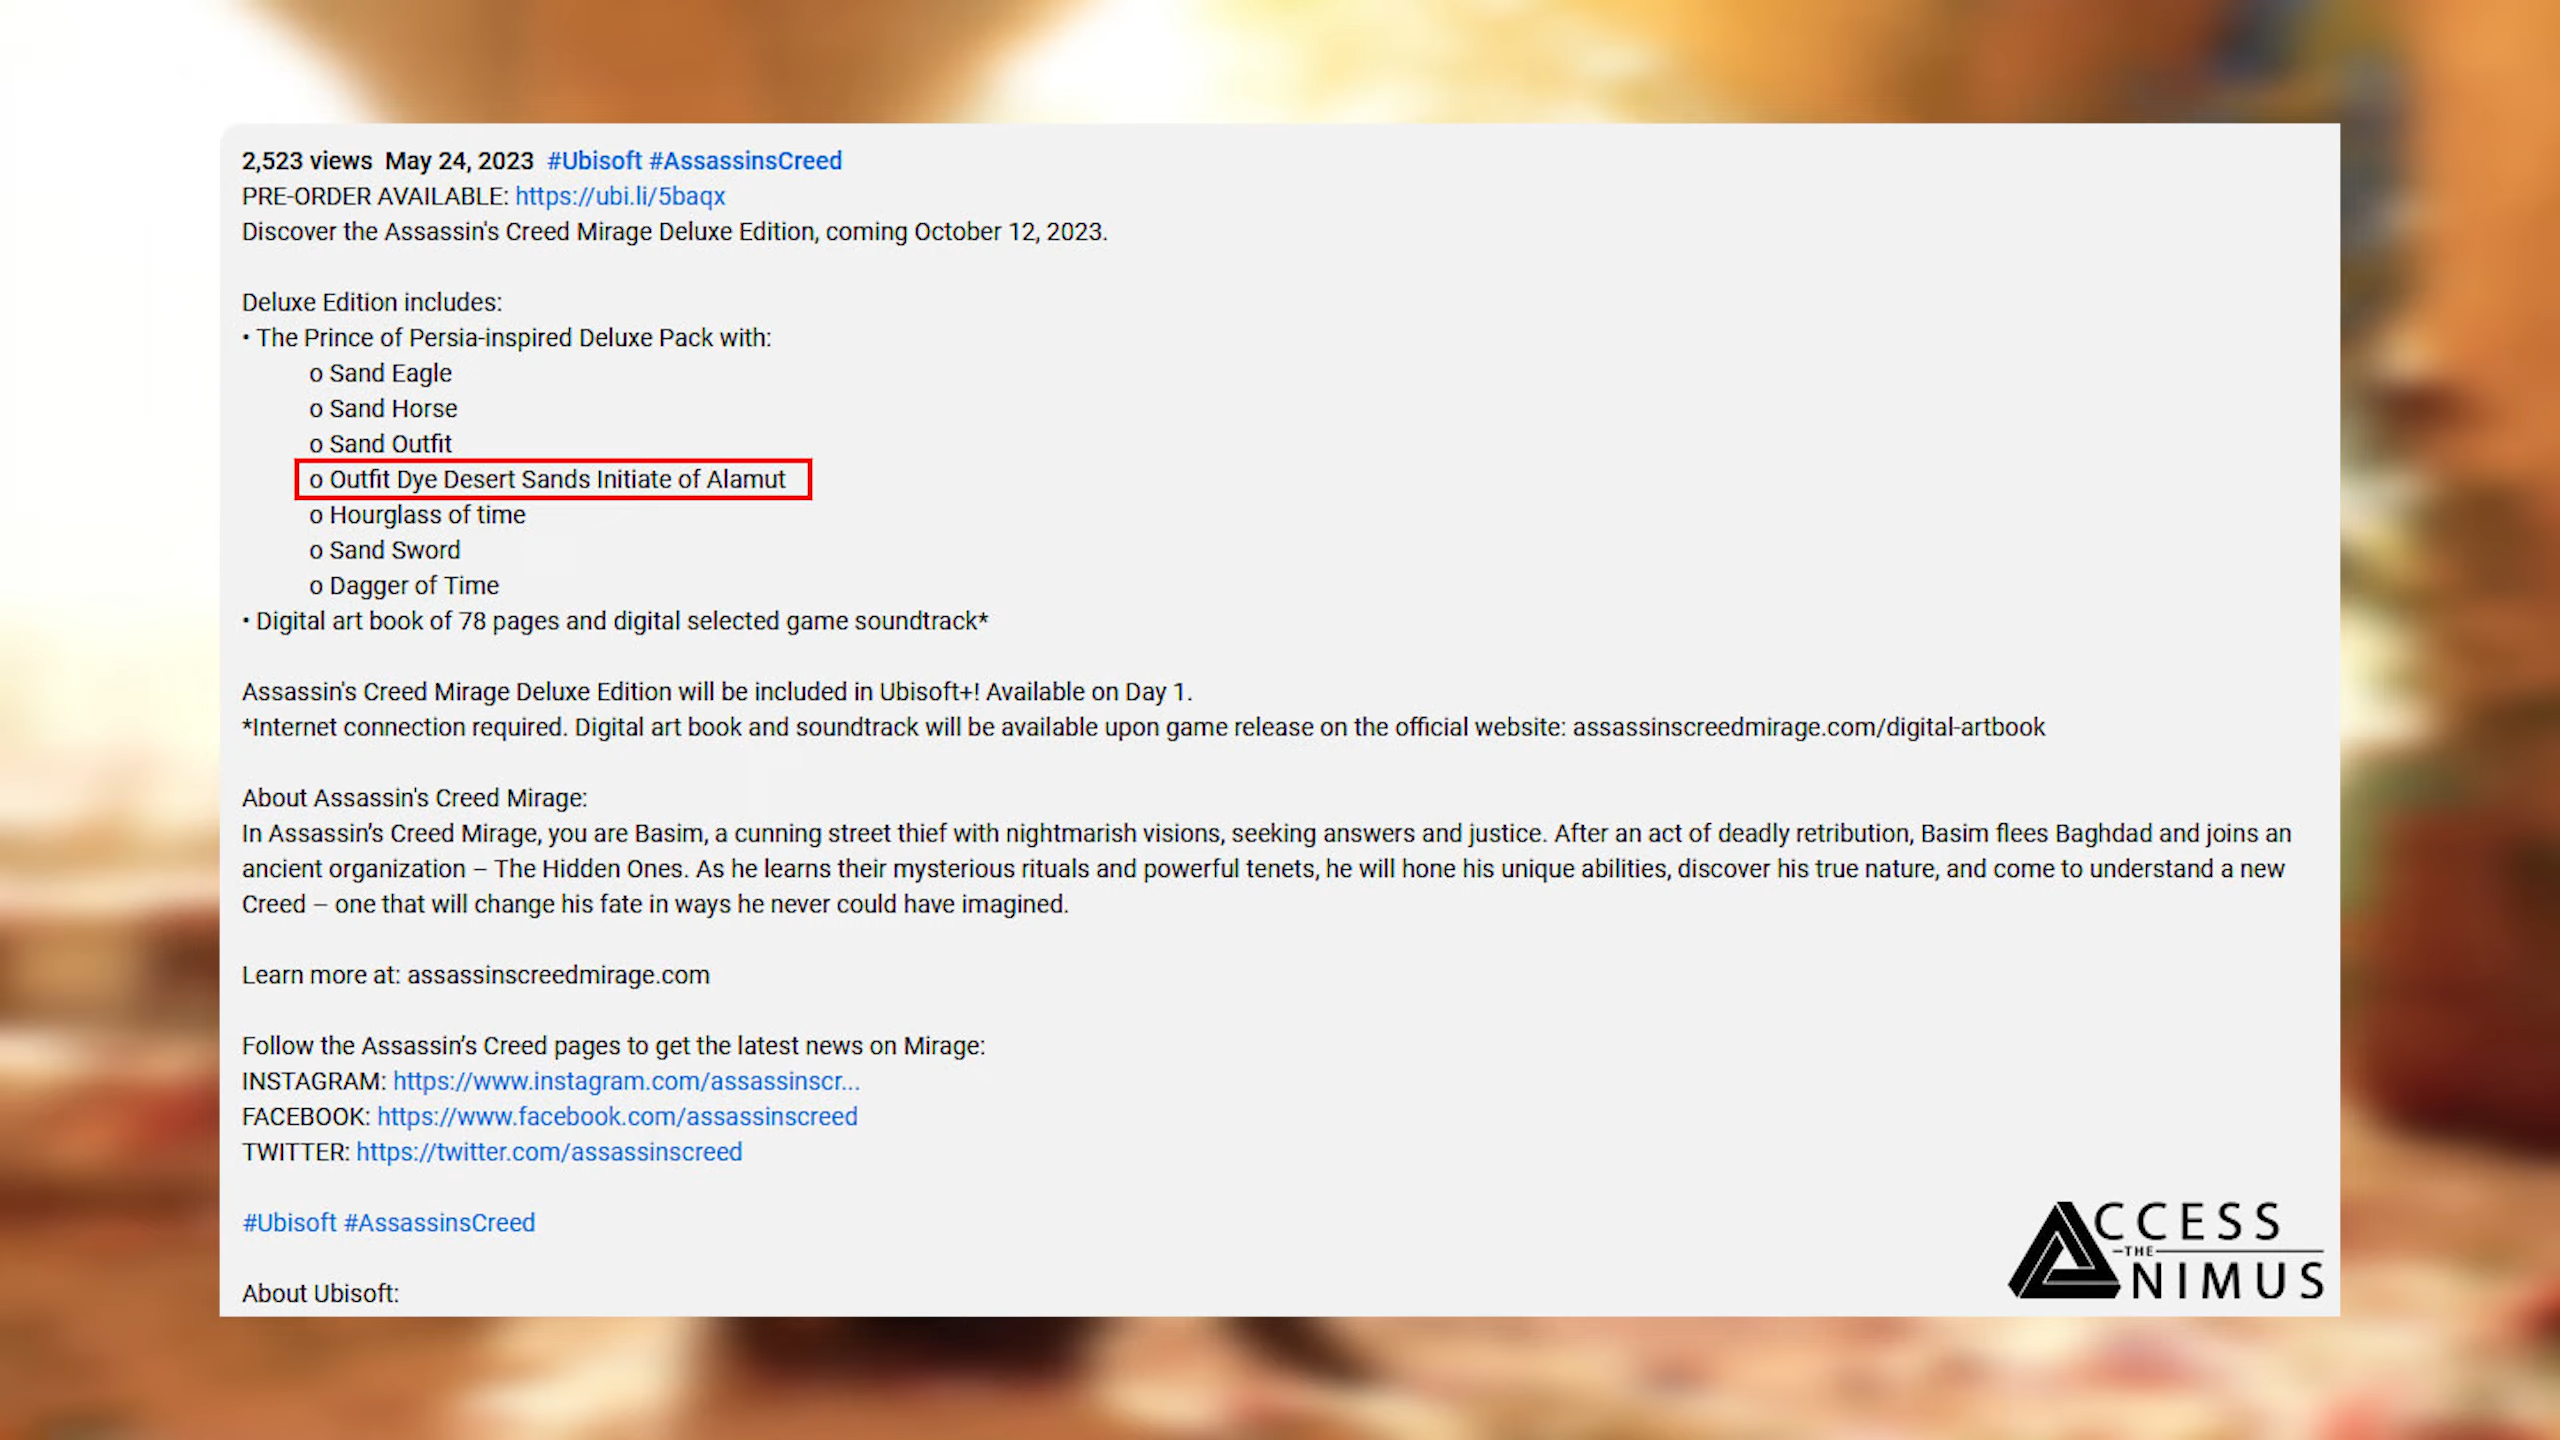 2,523 views May 24, 2023 #Ubisoft #AssassinsCreed
PRE-ORDER AVAILABLE: https://ubi.li/5baqx
Discover the Assassin's Creed Mirage Deluxe Edition, coming October 12, 2023.
Deluxe Edition includes:
• The Prince of Persia-inspired Deluxe Pack with:
o Sand Eagle
o Sand Horse
o Sand Outfit
o Outfit Dye Desert Sands Initiate of Alamut
o Hourglass of time
o Sand Sword
o Dagger of Time
• Digital art book of 78 pages and digital selected game soundtrack*
Assassin's Creed Mirage Deluxe Edition will be included in Ubisoft+! Available on Day 1.
*Internet connection required. Digital art book and soundtrack will be available upon game release on the official website: assassinscreedmirage.com/digital-artbook
About Assassin's Creed Mirage:
In Assassin’s Creed Mirage, you are Basim, a cunning street thief with nightmarish visions, seeking answers and justice. After an act of deadly retribution, Basim flees Baghdad and joins an
ancient organization – The Hidden Ones. As he learns their mysterious rituals and powerful tenets, he will hone his unique abilities, discover his true nature, and come to understand a new
Creed – one that will change his fate in ways he never could have imagined.
Learn more at: assassinscreedmirage.com
Follow the Assassin’s Creed pages to get the latest news on Mirage:
INSTAGRAM: https://www.instagram.com/assassinscr...
FACEBOOK: https://www.facebook.com/assassinscreed
TWITTER: https://twitter.com/assassinscreed
#Ubisoft #AssassinsCreed
About Ubisoft:
ACCESS
THE
ANIMUS